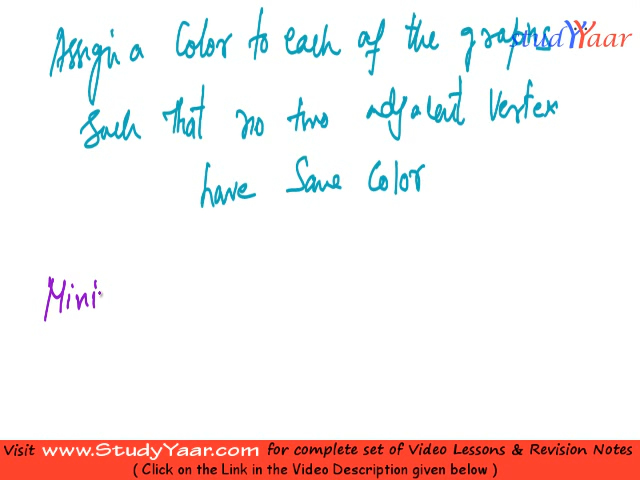 Assign a Color to each of the graphs
studYYaar
Such That no two adjacent Vertex
have Same Color
Mini
Visit www.StudyYaar.com for complete set of Video Lessons & Revision Notes
( Click on the Link in the Video Description given below )